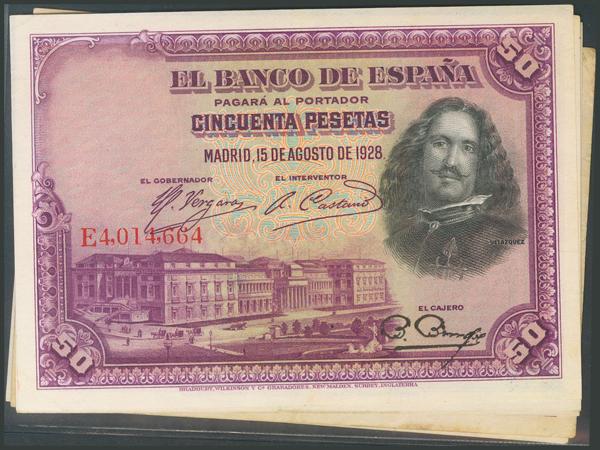 50
EL BANCO DE ESPAÑA
PAGARÁ AL PORTADOR
CINCUENTA PESETAS
MADRID, 15 DE AGOSTO DE 1928
EL GOBERNADOR EL INTERVENTOR
E4,014,664
VELAZQUEZ
EL CAJERO
50 50
BRADBURY, WILKINSON Y Cª GRABADORES, NEW MALDEN, SURREY, INGLATERRA